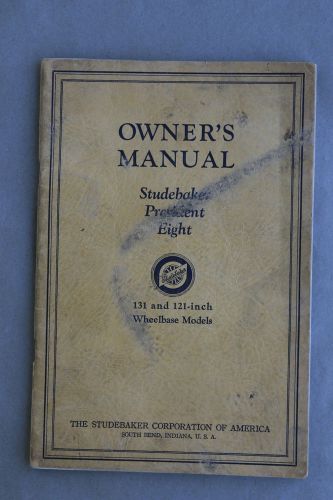 OWNER'S
MANUAL
Studebaker
President
Eight
Studebaker
131 and 121-inch
Wheelbase Models
THE STUDEBAKER CORPORATION OF AMERICA
SOUTH BEND, INDIANA, U. S. A.